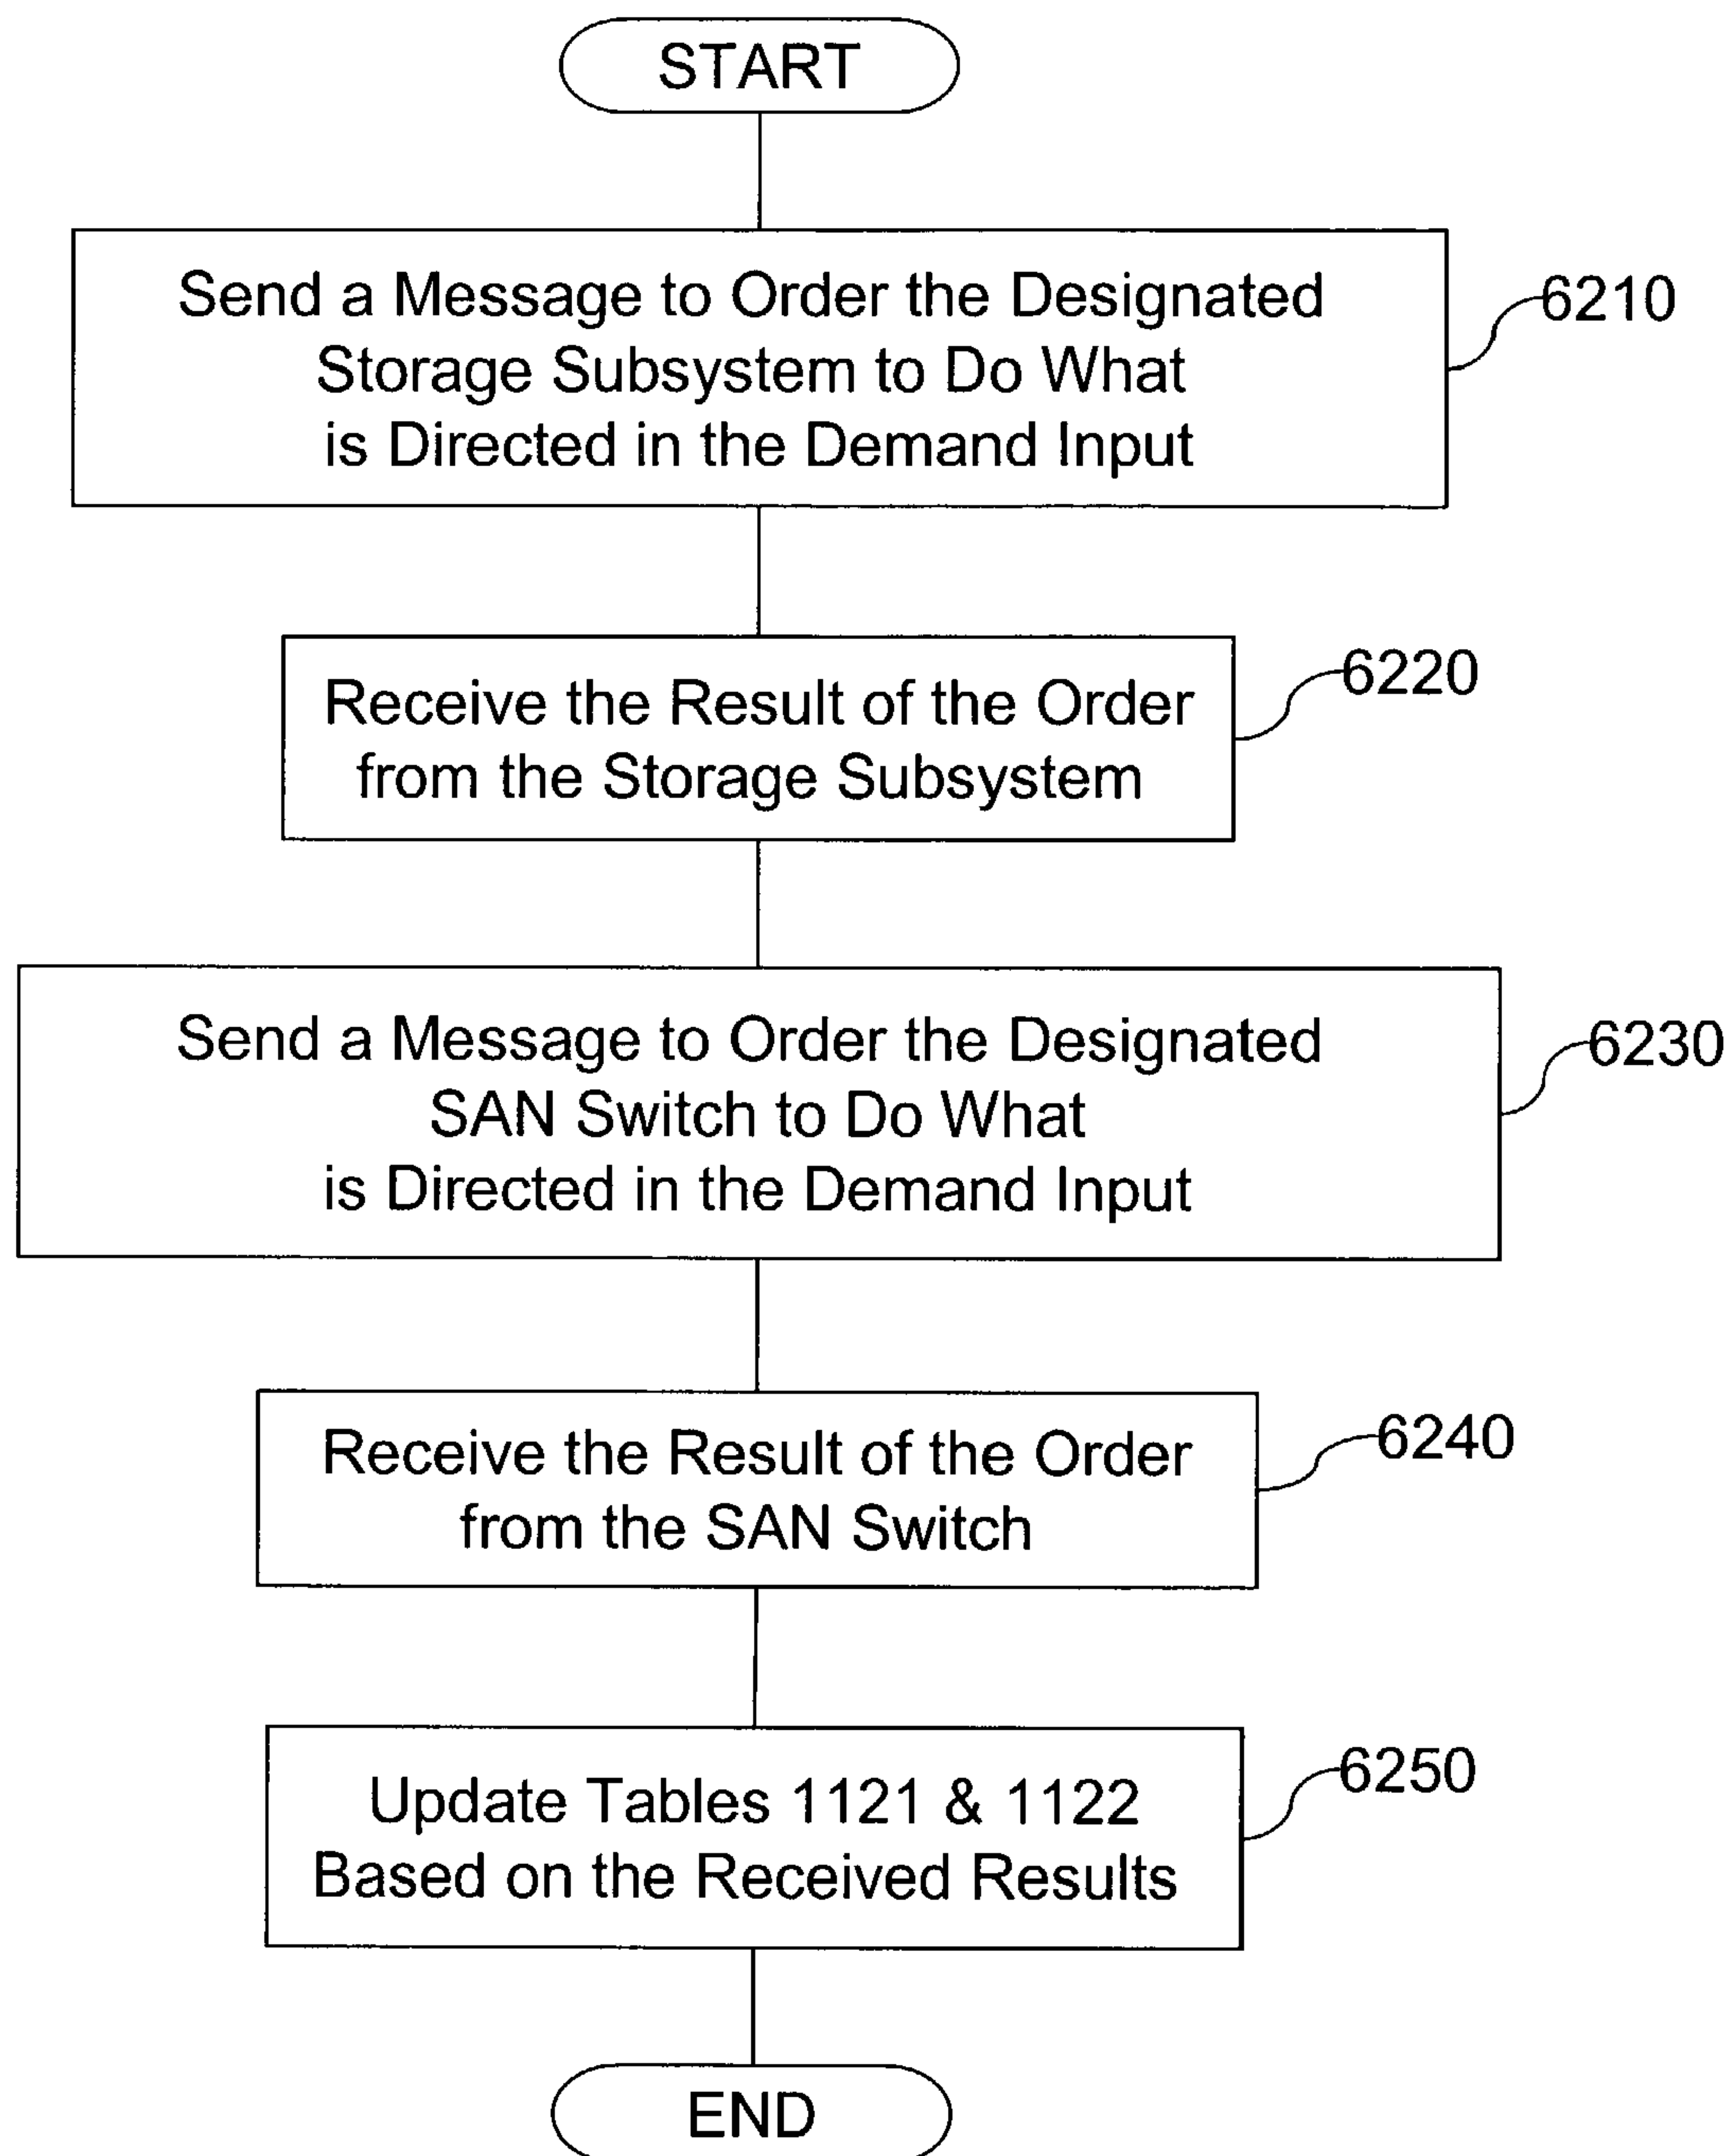 START
Send a Message to Order the Designated
Storage Subsystem to Do What
is Directed in the Demand Input
6210
Receive the Result of the Order
from the Storage Subsystem
6220
Send a Message to Order the Designated
SAN Switch to Do What
is Directed in the Demand Input
6230
Receive the Result of the Order
from the SAN Switch
6240
Update Tables 1121 & 1122
Based on the Received Results
6250
END